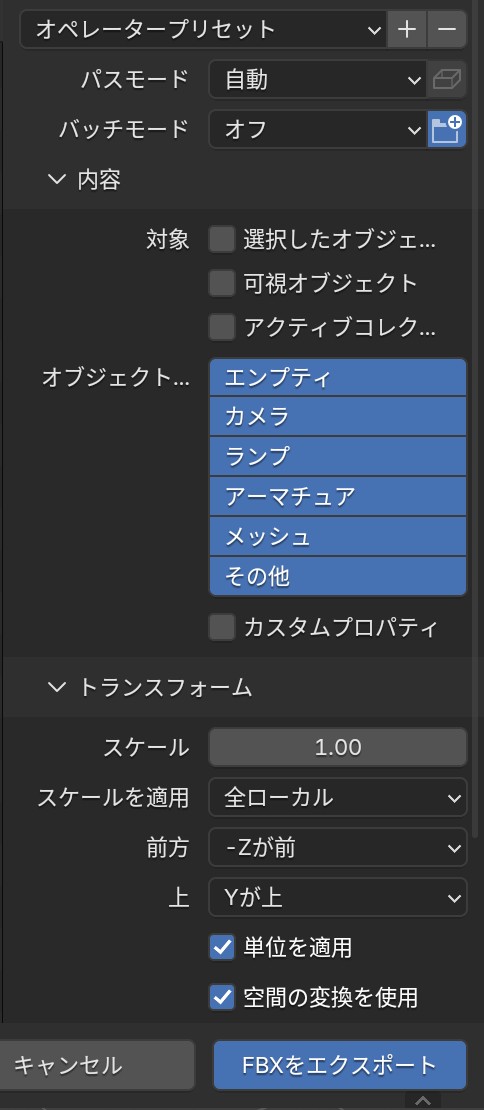 オペレータープリセット
パスモード 自動
バッチモード オフ
内容
対象 選択したオブジェ...
可視オブジェクト
アクティブコレク...
オブジェクト... エンプティ
カメラ
ランプ
アーマチュア
メッシュ
その他
カスタムプロパティ
トランスフォーム
スケール 1.00
スケールを適用 全ローカル
前方 -Zが前
上 Yが上
単位を適用
空間の変換を使用
キャンセル FBXをエクスポート